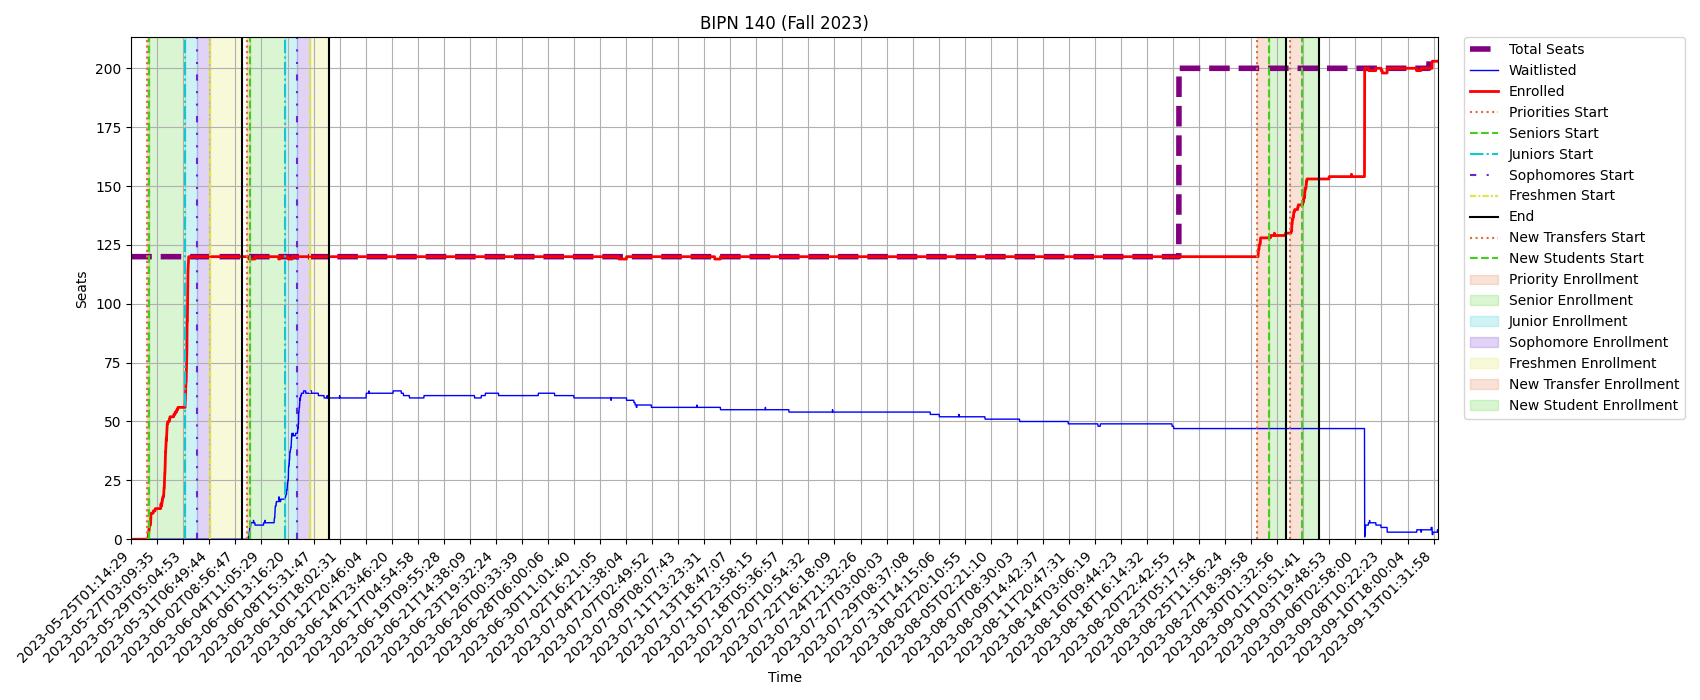 BIPN 140 (Fall 2023)
Seats
200
175
150
125
100
75
50
25
0
2023-05-25T01:14:29
2023-05-27T03:09:35
2023-05-29T05:04:53
2023-05-31T06:49:44
2023-06-02T08:56:47
2023-06-04T11:05:29
2023-06-06T13:16:20
2023-06-08T15:31:47
2023-06-10T18:02:31
2023-06-12T20:46:04
2023-06-14T23:46:20
2023-06-17T04:54:58
2023-06-19T09:55:28
2023-06-21T14:38:09
2023-06-23T19:32:24
2023-06-26T00:33:39
2023-06-28T06:00:06
2023-06-30T11:01:40
2023-07-02T16:21:05
2023-07-04T21:38:04
2023-07-07T02:49:52
2023-07-09T08:07:43
2023-07-11T13:23:31
2023-07-13T18:47:07
2023-07-15T23:58:15
2023-07-18T05:36:57
2023-07-20T10:54:32
2023-07-22T16:18:09
2023-07-24T21:32:26
2023-07-27T03:00:03
2023-07-29T08:37:08
2023-07-31T14:15:06
2023-08-02T20:10:55
2023-08-05T02:21:10
2023-08-07T08:30:03
2023-08-09T14:42:37
2023-08-11T20:47:31
2023-08-14T03:06:19
2023-08-16T09:44:23
2023-08-18T16:14:32
2023-08-20T22:42:55
2023-08-23T05:17:54
2023-08-25T11:56:24
2023-08-27T18:39:58
2023-08-30T01:32:56
2023-09-01T10:51:41
2023-09-03T19:48:53
2023-09-06T02:58:00
2023-09-08T10:22:23
2023-09-10T18:00:04
2023-09-13T01:31:58
Time
Total Seats
Waitlisted
Enrolled
Priorities Start
Seniors Start
Juniors Start
Sophomores Start
Freshmen Start
End
New Transfers Start
New Students Start
Priority Enrollment
Senior Enrollment
Junior Enrollment
Sophomore Enrollment
Freshmen Enrollment
New Transfer Enrollment
New Student Enrollment